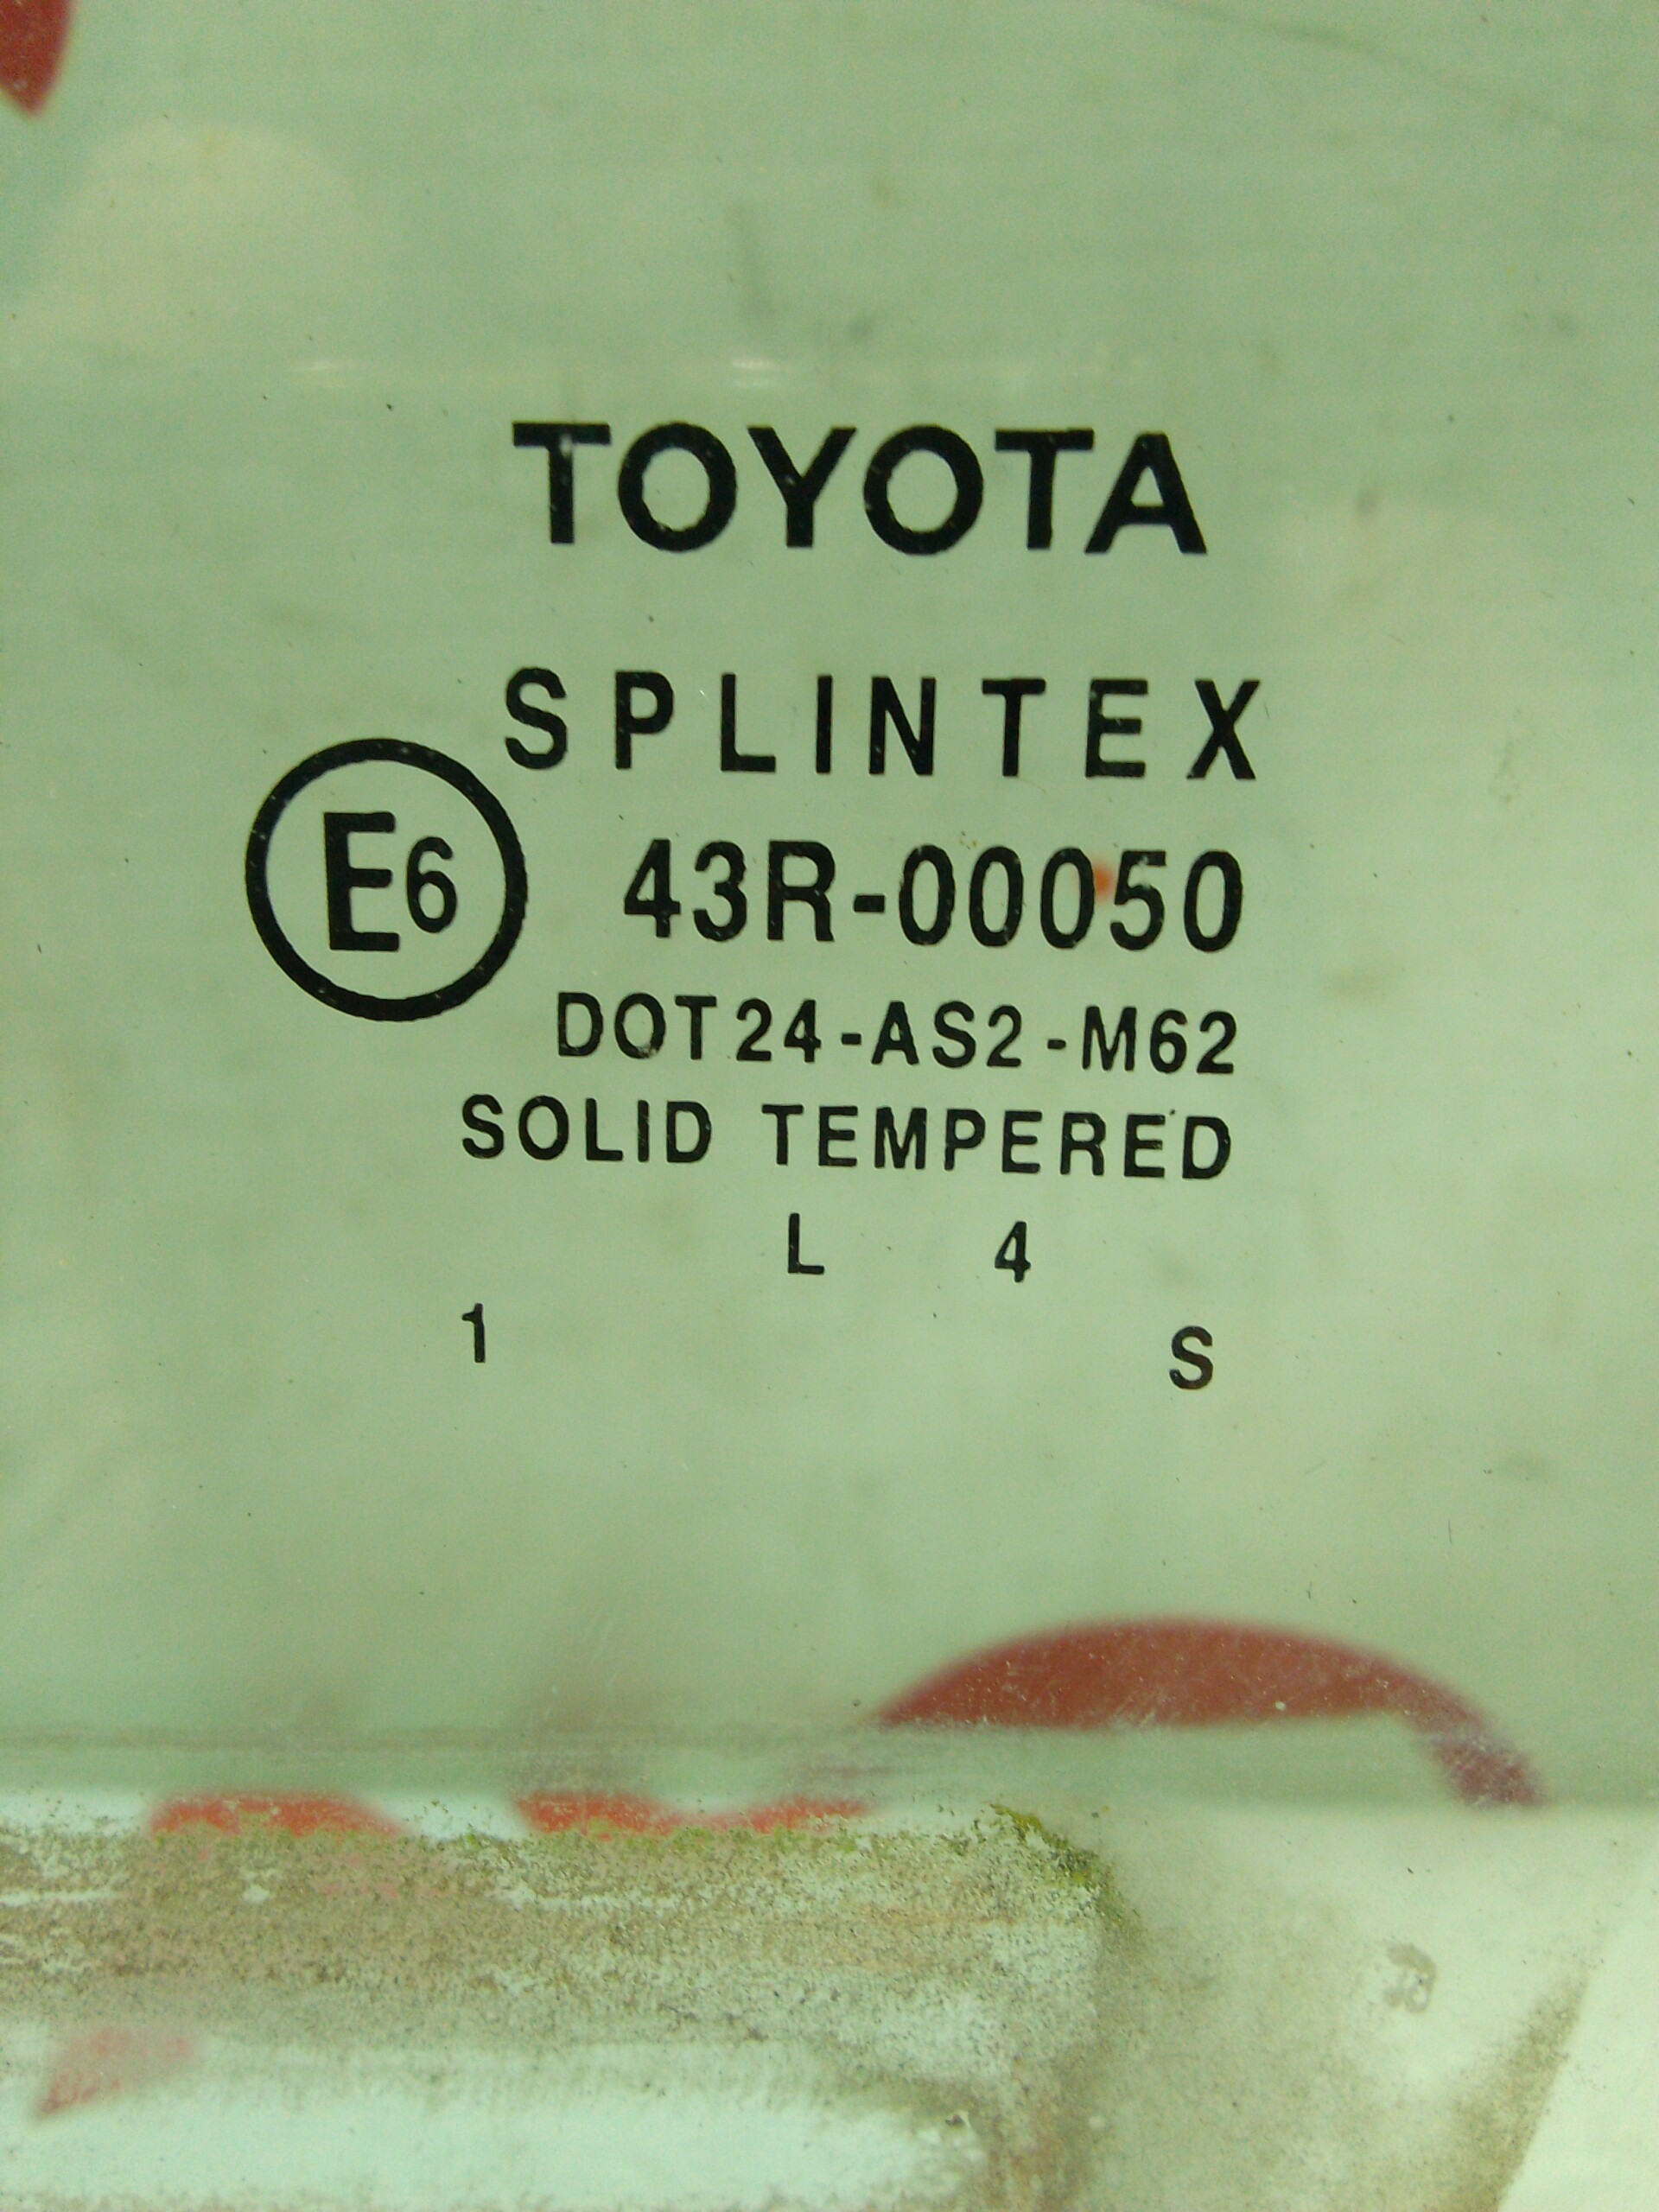 TOYOTA
SPLINTEX
E6 43R-00050
DOT24-AS2-M62
SOLID TEMPERED
L 4
1 S